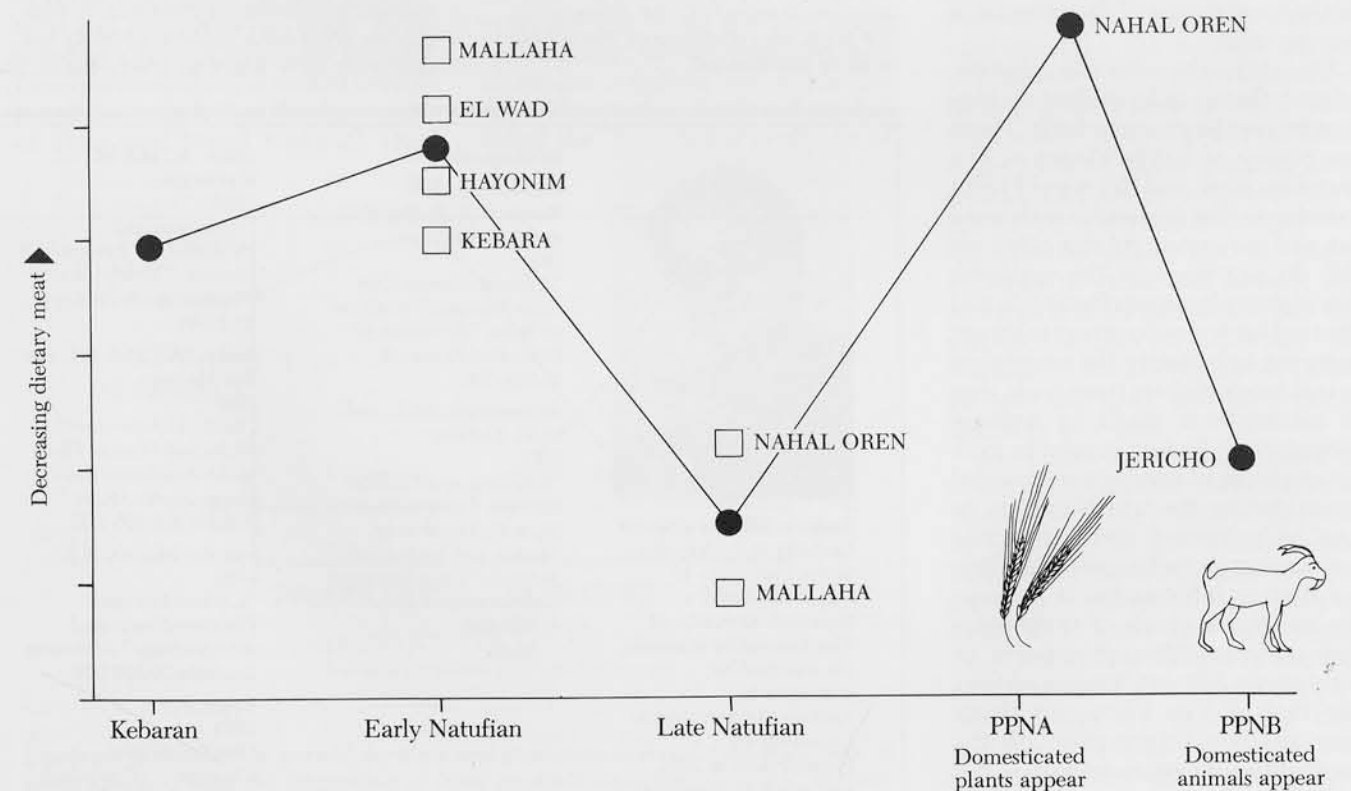 MALLAHA
EL WAD
HAYONIM
KEBARA
NAHAL OREN
NAHAL OREN
MALLAHA
JERICHO
Decreasing dietary meat
Kebaran
Early Natufian
Late Natufian
PPNA
Domesticated
plants appear
PPNB
Domesticated
animals appear